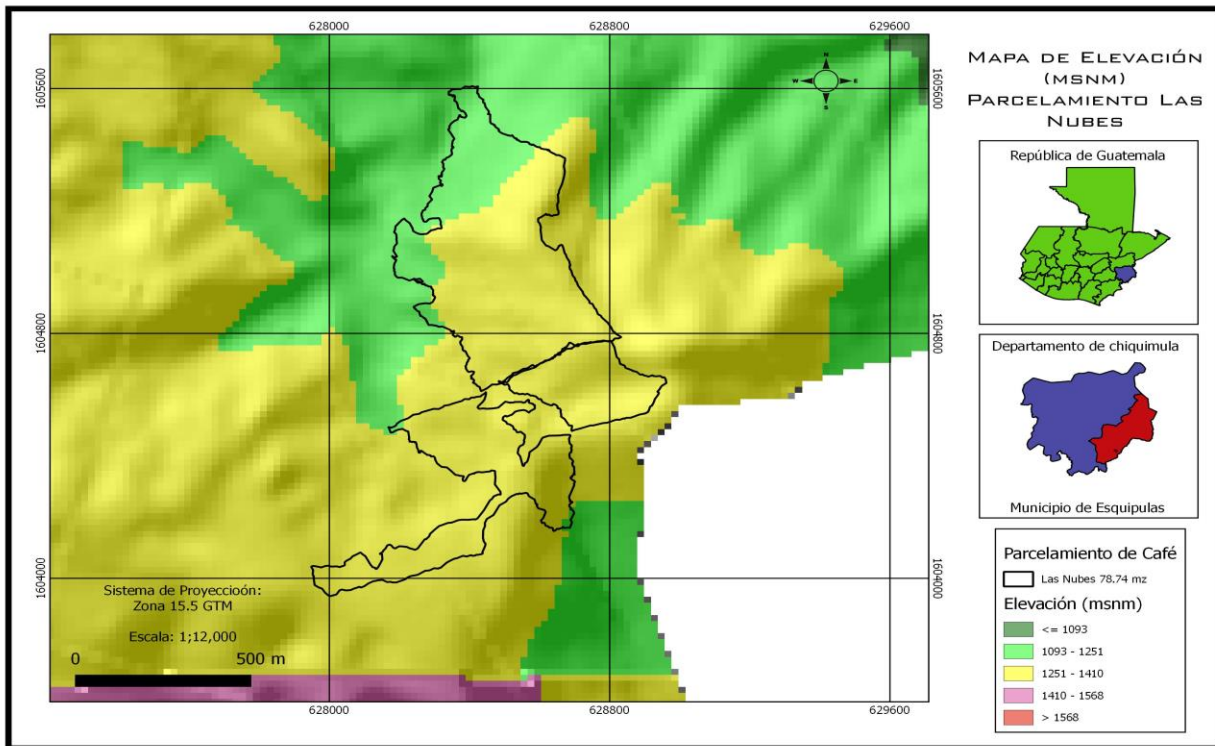 628000
628800
629600
1605600
1605600
N
W
E
S
1604800
1604800
1604000
1604000
Sistema de Proyeccióon:
Zona 15.5 GTM
Escala: 1;12,000
0
500 m
628000
628800
629600
Mapa de Elevación
(msnm)
Parcelamiento Las
Nubes
República de Guatemala
Departamento de chiquimula
Municipio de Esquipulas
Parcelamiento de Café
Las Nubes 78.74 mz
Elevación (msnm)
<= 1093
1093 - 1251
1251 - 1410
1410 - 1568
> 1568